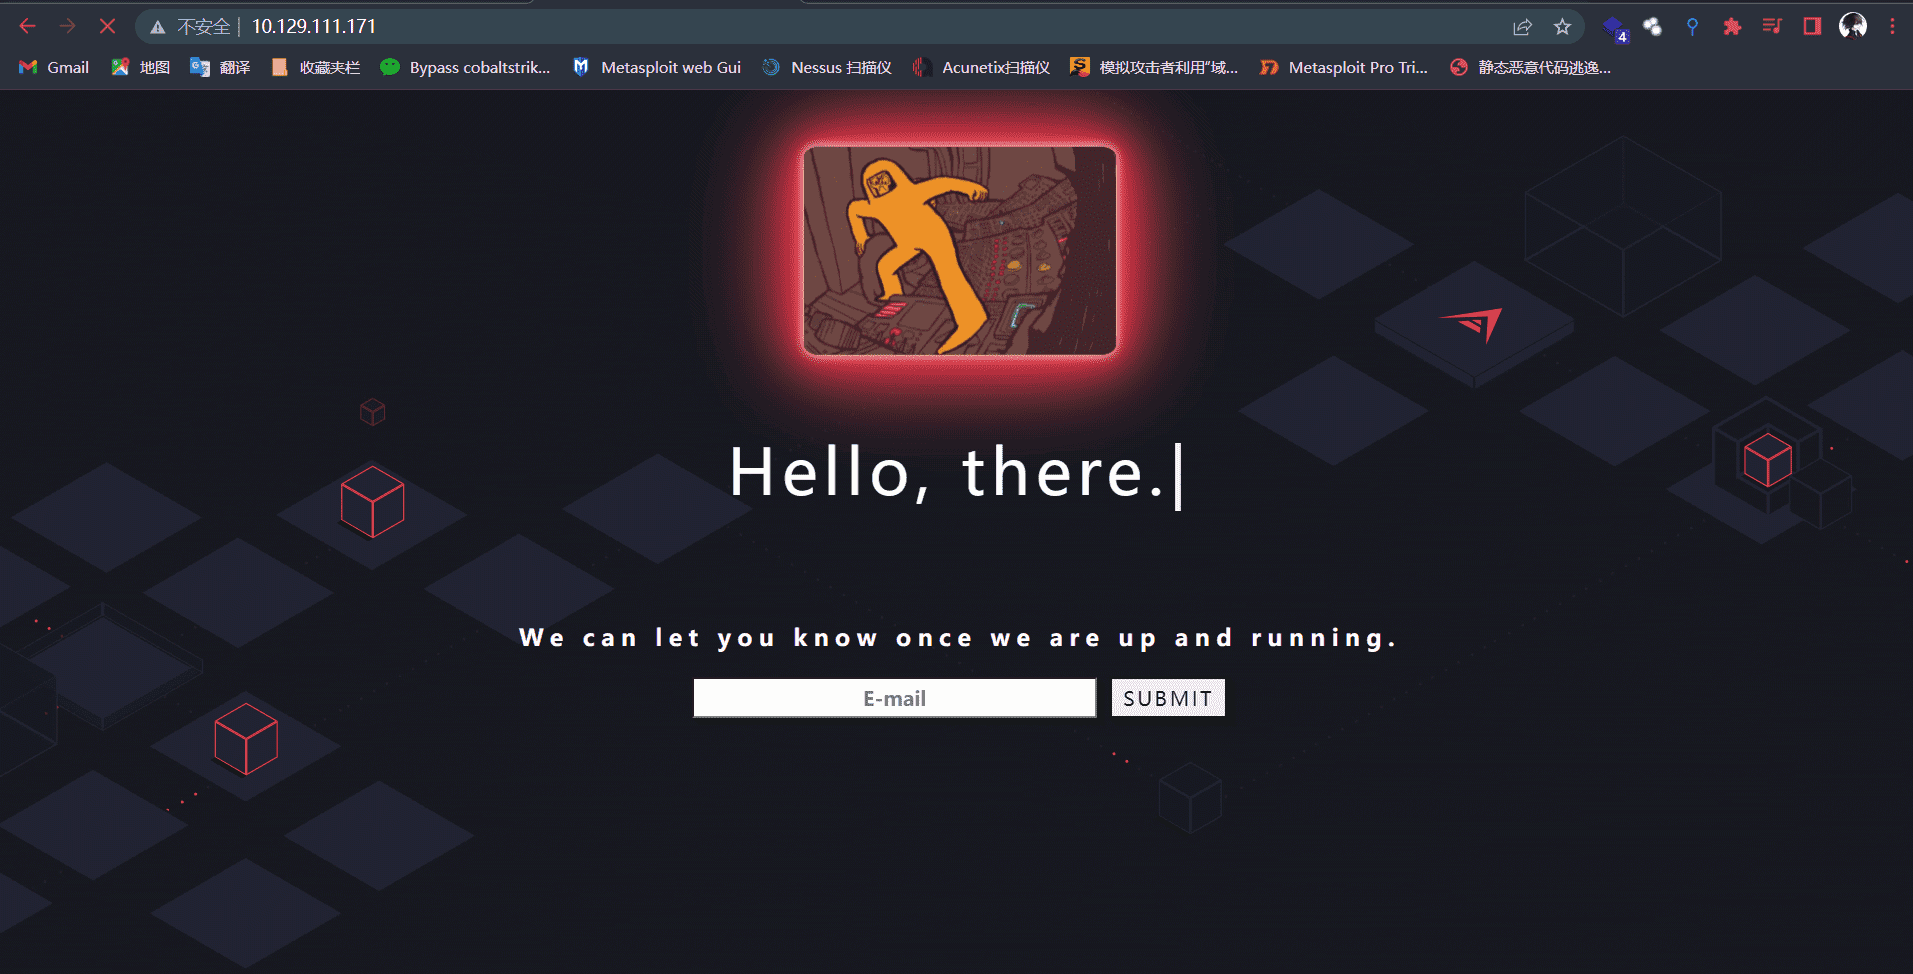 不安全 | 10.129.111.171
4
Gmail 地图 翻译 收藏夹栏 Bypass cobaltstrik... Metasploit web Gui Nessus 扫描仪 Acunetix扫描仪 模拟攻击者利用“域... Metasploit Pro Tri... 静态恶意代码逃逸...
Hello, there.|
We can let you know once we are up and running.
E-mail SUBMIT